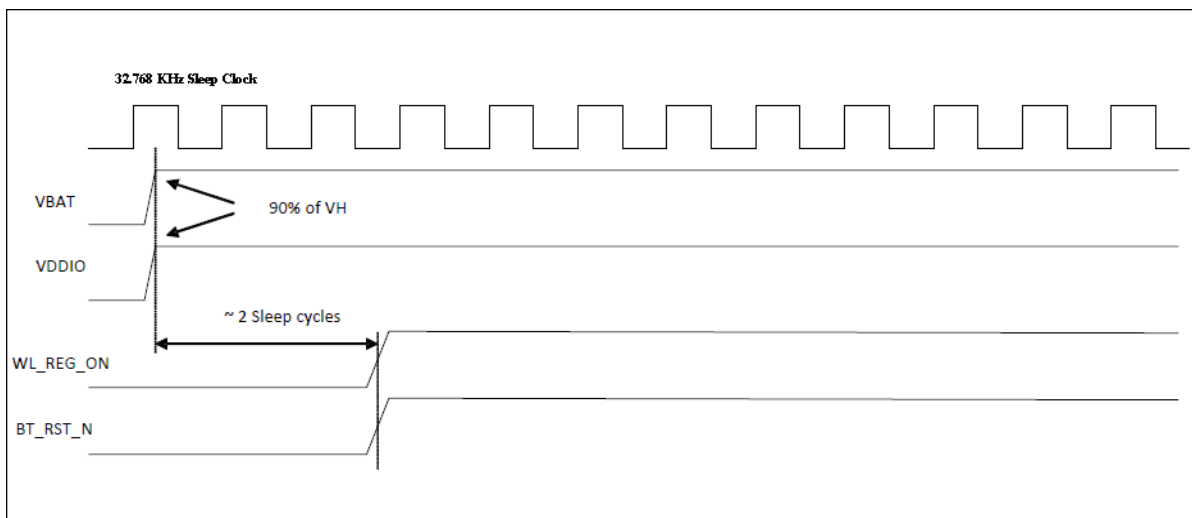 32.768 KHz Sleep Clock
VBAT
90% of VH
VDDIO
~ 2 Sleep cycles
WL_REG_ON
BT_RST_N